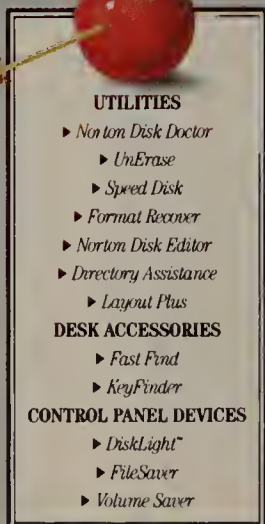 UTILITIES
▶ Norton Disk Doctor
▶ UnErase
▶ Speed Disk
▶ Format Recover
▶ Norton Disk Editor
▶ Directory Assistance
▶ Layout Plus
DESK ACCESSORIES
▶ Fast Find
▶ KeyFinder
CONTROL PANEL DEVICES
▶ DiskLight™
▶ FileSaver
▶ Volume Saver